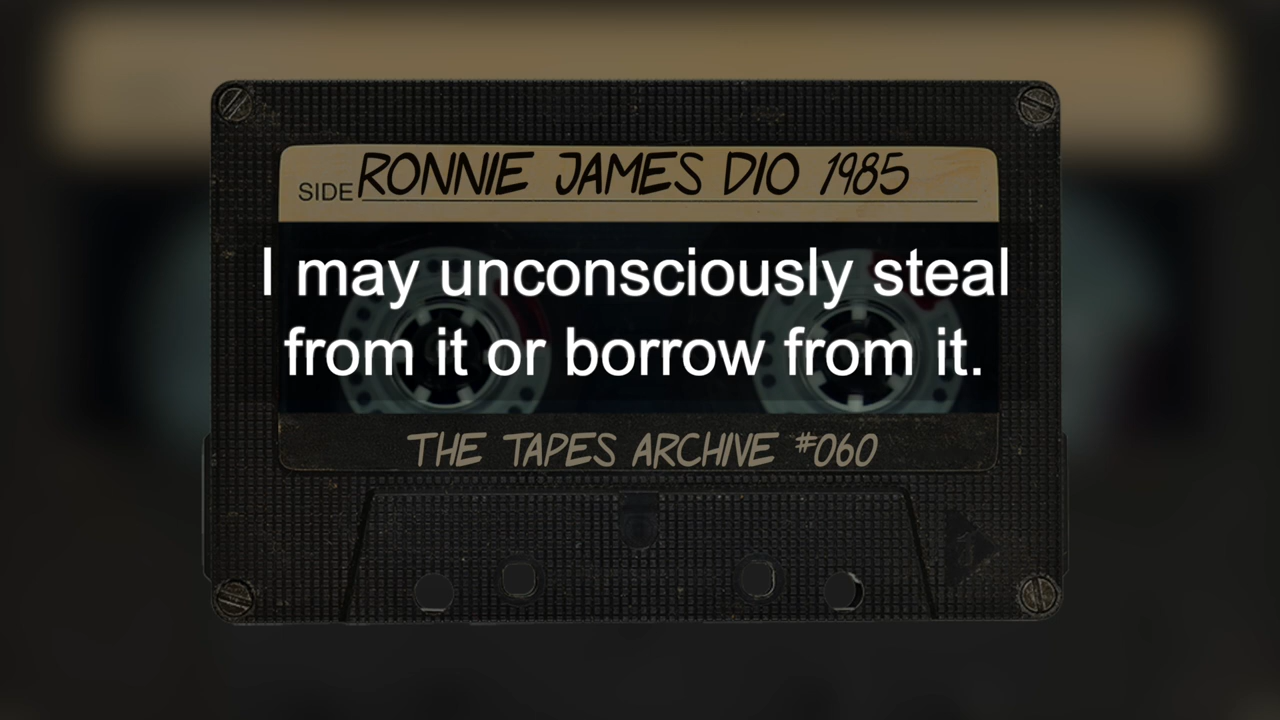 SIDE RONNIE JAMES DIO 1985
I may unconsciously steal
from it or borrow from it.
THE TAPES ARCHIVE #060